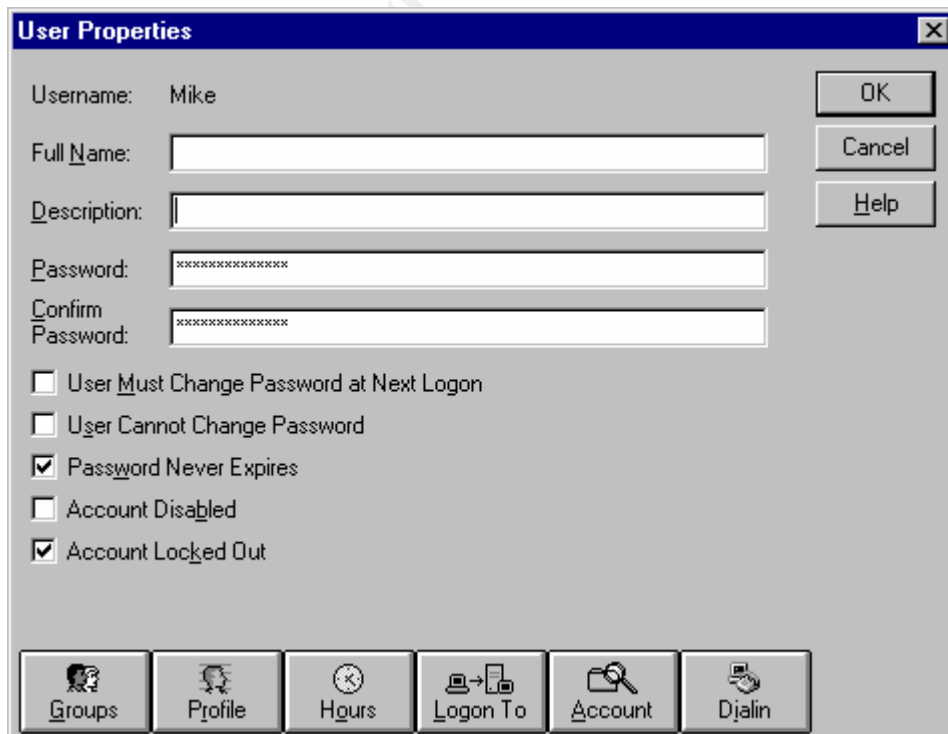 User Properties
Username: Mike
OK
Full Name:
Cancel
Description:
Help
Password: **************
Confirm
Password: **************
User Must Change Password at Next Logon
User Cannot Change Password
Password Never Expires
Account Disabled
Account Locked Out
Groups Profile Hours Logon To Account Dialin